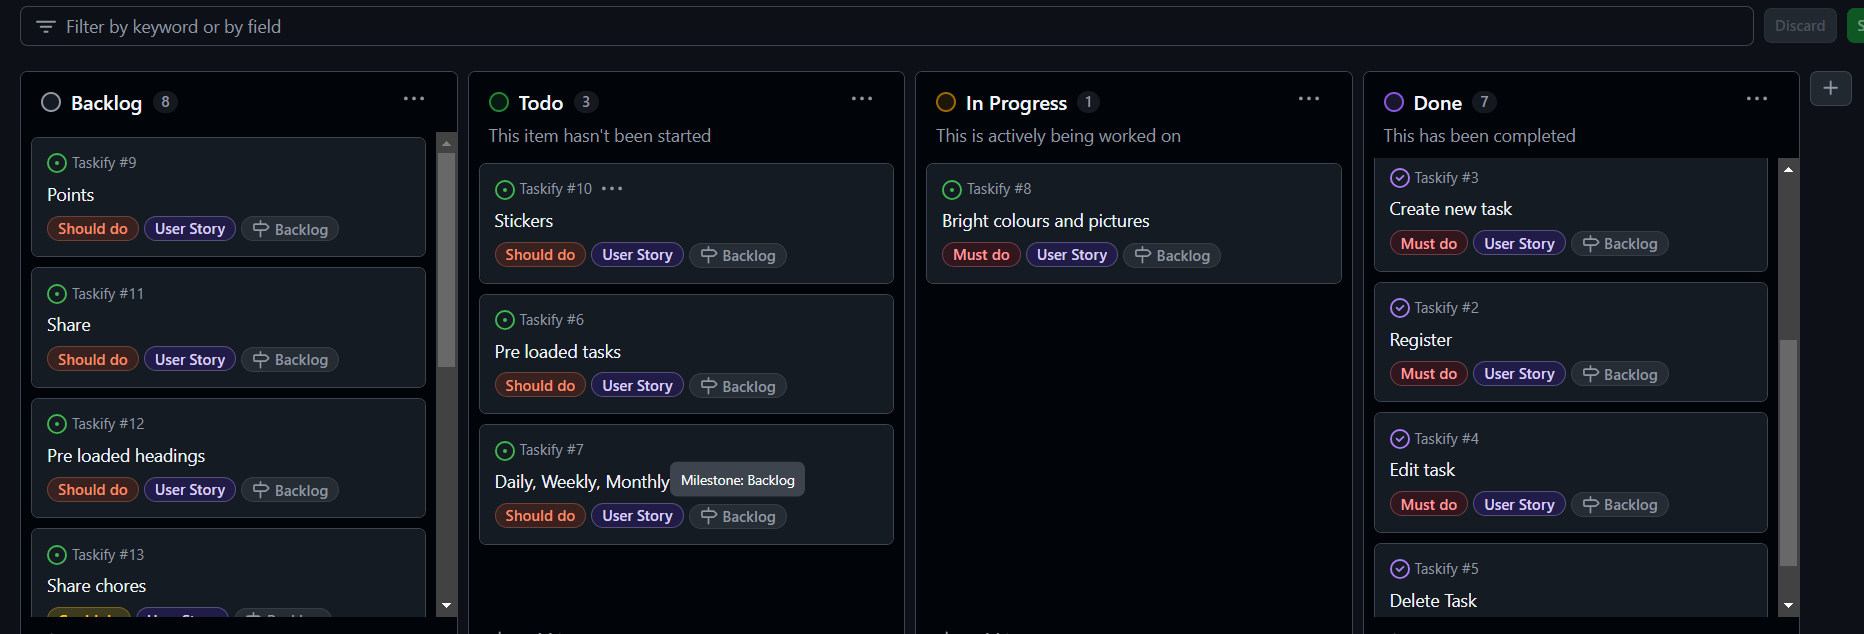 Filter by keyword or by field
Discard
Backlog 8
Taskify #9
Points
Should do User Story Backlog
Taskify #11
Share
Should do User Story Backlog
Taskify #12
Pre loaded headings
Should do User Story Backlog
Taskify #13
Share chores
Todo 3
This item hasn't been started
Taskify #10
Stickers
Should do User Story Backlog
Taskify #6
Pre loaded tasks
Should do User Story Backlog
Taskify #7
Daily, Weekly, Monthly
Milestone: Backlog
Should do User Story Backlog
In Progress 1
This is actively being worked on
Taskify #8
Bright colours and pictures
Must do User Story Backlog
Done 7
This has been completed
Taskify #3
Create new task
Must do User Story Backlog
Taskify #2
Register
Must do User Story Backlog
Taskify #4
Edit task
Must do User Story Backlog
Taskify #5
Delete Task